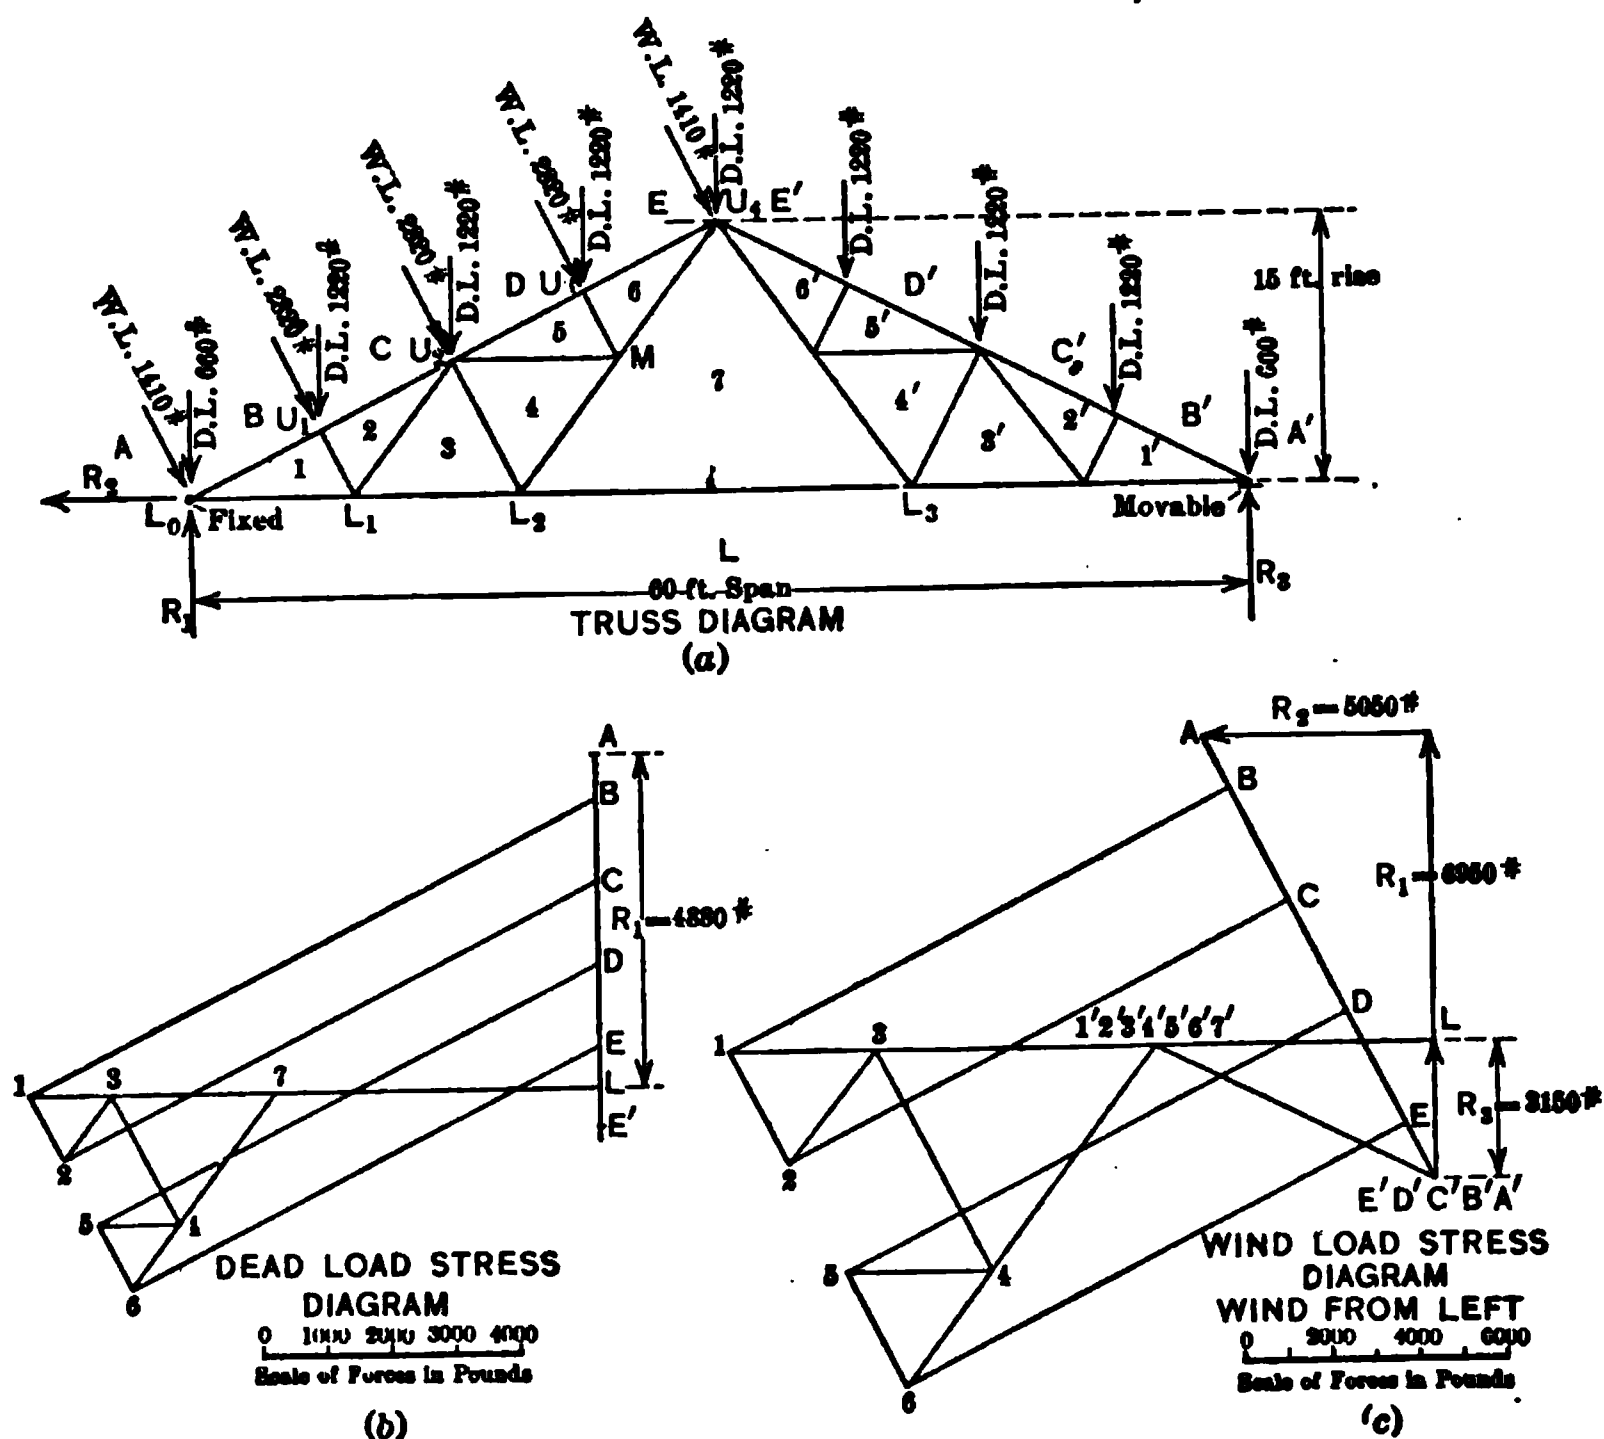 W.L. 1410#
D.L. 1220#
W.L. 2820#
D.L. 1220#
D.L. 1220#
W.L. 2820#
D.L. 1220#
D.L. 1220#
W.L. 2820#
D.L. 1220#
D.L. 1220#
W.L. 1410#
D.L. 600#
D.L. 600#
E U4 E'
15 ft. rise
D U
6
6'
D'
5
5'
C U
M
C'
4
7
4'
B U1
2
2'
B'
A
3
3'
A'
1
1'
R2
L0 Fixed
L1
L2
L3
Movable
L
R1
60 ft. Span
R3
TRUSS DIAGRAM
(a)
A
B
C
R1=4880#
D
E
L
E'
1
3
7
2
5
4
6
DEAD LOAD STRESS
DIAGRAM
0 1000 2000 3000 4000
Scale of Forces in Pounds
(b)
R2=5050#
A
B
R1=6950#
C
D
L
1
3
1'2'3'4'5'6'7'
E
R3=3150#
2
E'D'C'B'A'
5
4
6
WIND LOAD STRESS
DIAGRAM
WIND FROM LEFT
0 2000 4000 6000
Scale of Forces in Pounds
(c)